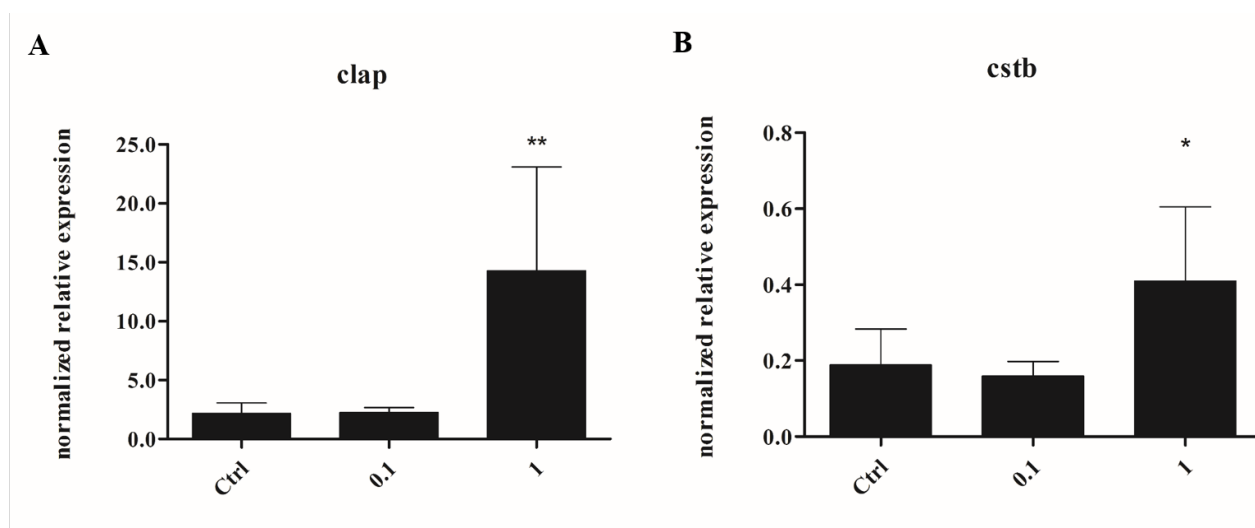 A
clap
normalized relative expression
25.0
20.0
15.0
10.0
5.0
0.0
**
Ctrl
0.1
1
B
cstb
normalized relative expression
0.8
0.6
0.4
0.2
0.0
*
Ctrl
0.1
1